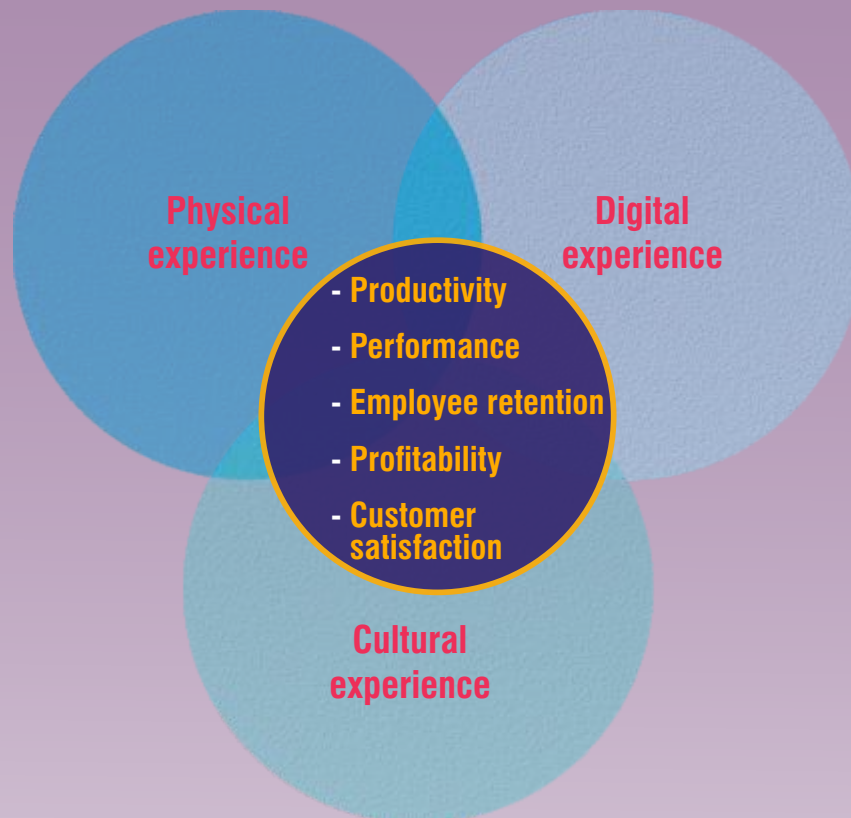 Physical
experience
Digital
experience
- Productivity
- Performance
- Employee retention
- Profitability
- Customer
satisfaction
Cultural
experience